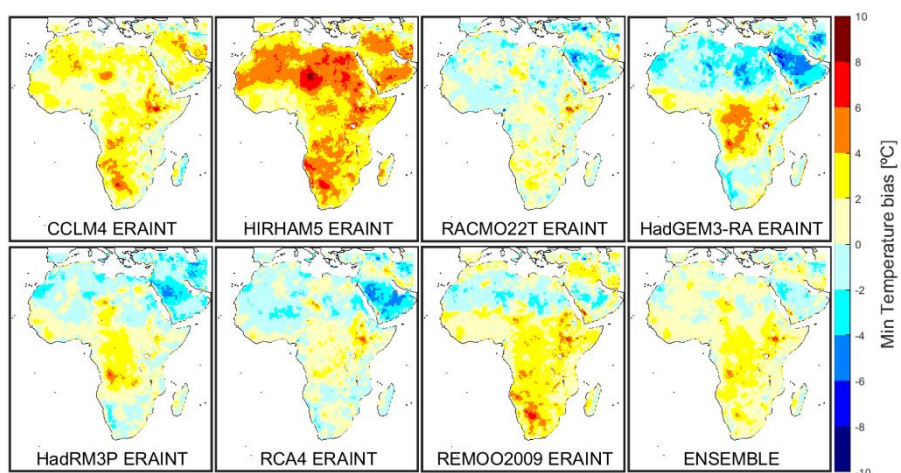 CCLM4 ERAINT
HIRHAM5 ERAINT
RACMO22T ERAINT
HadGEM3-RA ERAINT
HadRM3P ERAINT
RCA4 ERAINT
REMOO2009 ERAINT
ENSEMBLE
10
8
6
4
2
0
-2
-4
-6
-8
-10
Min Temperature bias [ºC]